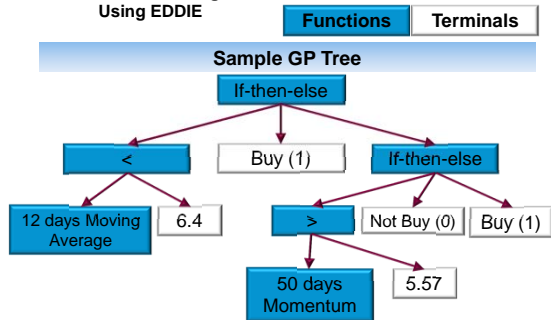 Using EDDIE
Functions
Terminals
Sample GP Tree
If-then-else
<
Buy (1)
If-then-else
12 days Moving
Average
6.4
>
Not Buy (0)
Buy (1)
50 days
Momentum
5.57